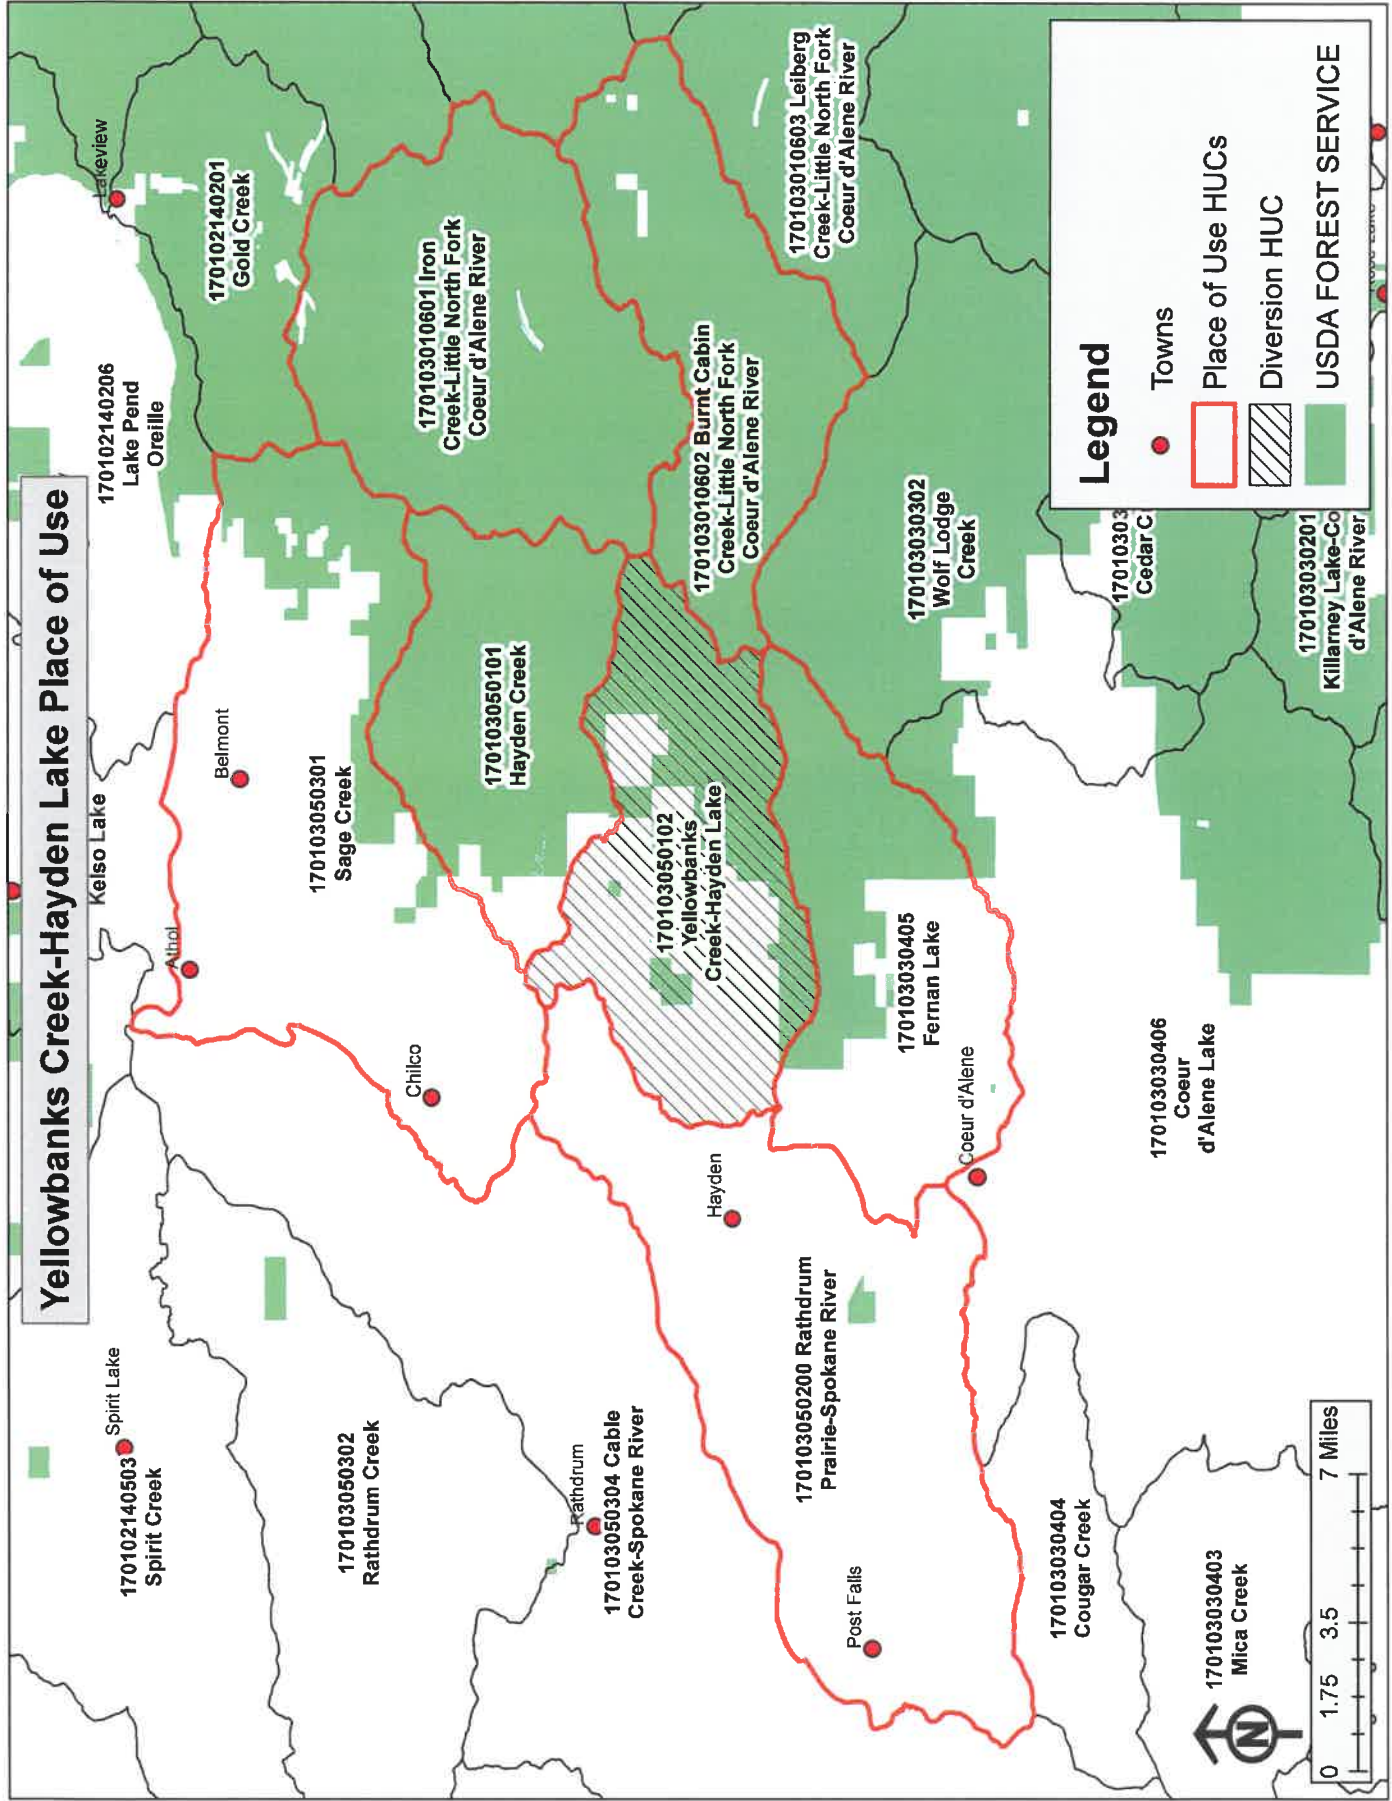 Yellowbanks Creek-Hayden Lake Place of Use
Lakeview
170102140201
Gold Creek
170102140206
Lake Pend
Oreille
Kelso Lake
Athol
Belmont
Spirit Lake
170102140503
Spirit Creek
170103050301
Sage Creek
170103010601 Iron
Creek-Little North Fork
Coeur d'Alene River
170103050302
Rathdrum Creek
Chilco
170103050101
Hayden Creek
Rathdrum
170103050304 Cable
Creek-Spokane River
170103050102
Yellowbanks
Creek-Hayden Lake
170103010602 Burnt Cabin
Creek-Little North Fork
Coeur d'Alene River
170103010603 Leiberg
Creek-Little North Fork
Coeur d'Alene River
Hayden
170103050200 Rathdrum
Prairie-Spokane River
Post Falls
170103030405
Fernan Lake
170103030302
Wolf Lodge
Creek
Coeur d'Alene
170103030404
Cougar Creek
170103030406
Coeur
d'Alene Lake
1701030303
Cedar C
170103030201
Killarney Lake-Co
d'Alene River
170103030403
Mica Creek
N
0 1.75 3.5 7 Miles
Legend
Towns
Place of Use HUCs
Diversion HUC
USDA FOREST SERVICE